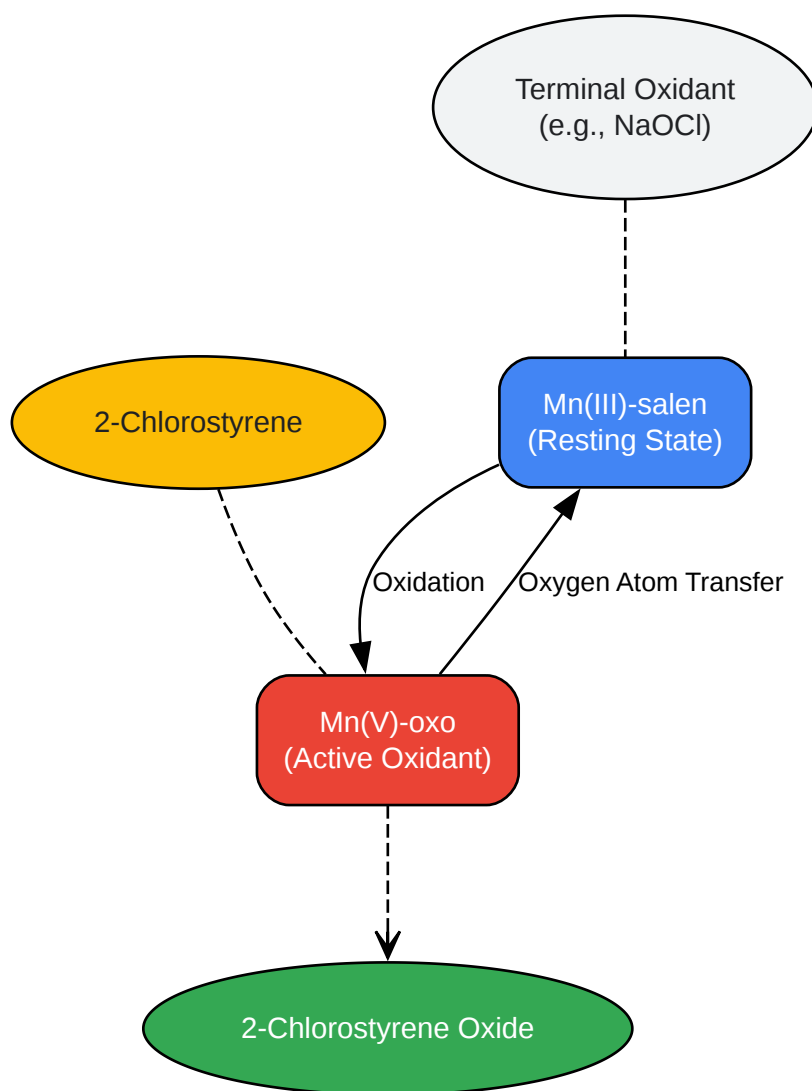 Terminal Oxidant
(e.g., NaOCl)
2-Chlorostyrene
Mn(III)-salen
(Resting State)
Oxidation
Oxygen Atom Transfer
Mn(V)-oxo
(Active Oxidant)
2-Chlorostyrene Oxide